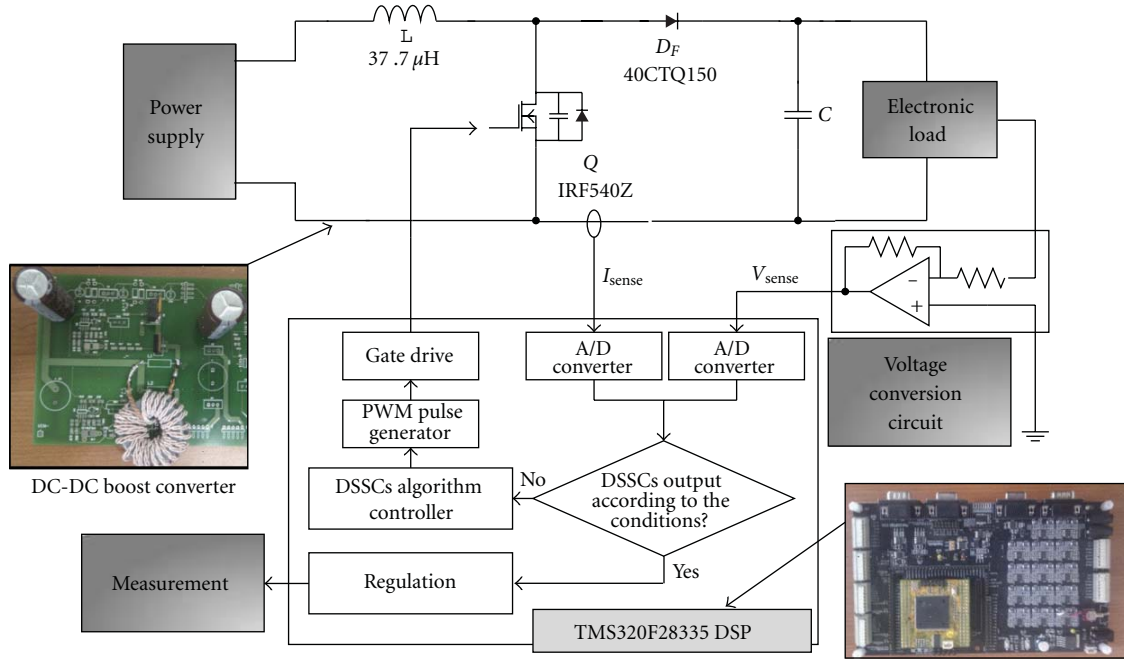 L
37 .7 μH
D_F
40CTQ150
Power
supply
C
Electronic
load
Q
IRF540Z
I_sense
V_sense
−
+
Gate drive
A/D
converter
A/D
converter
Voltage
conversion
circuit
PWM pulse
generator
DC-DC boost converter
DSSCs algorithm
controller
No
DSSCs output
according to the
conditions?
Measurement
Regulation
Yes
TMS320F28335 DSP